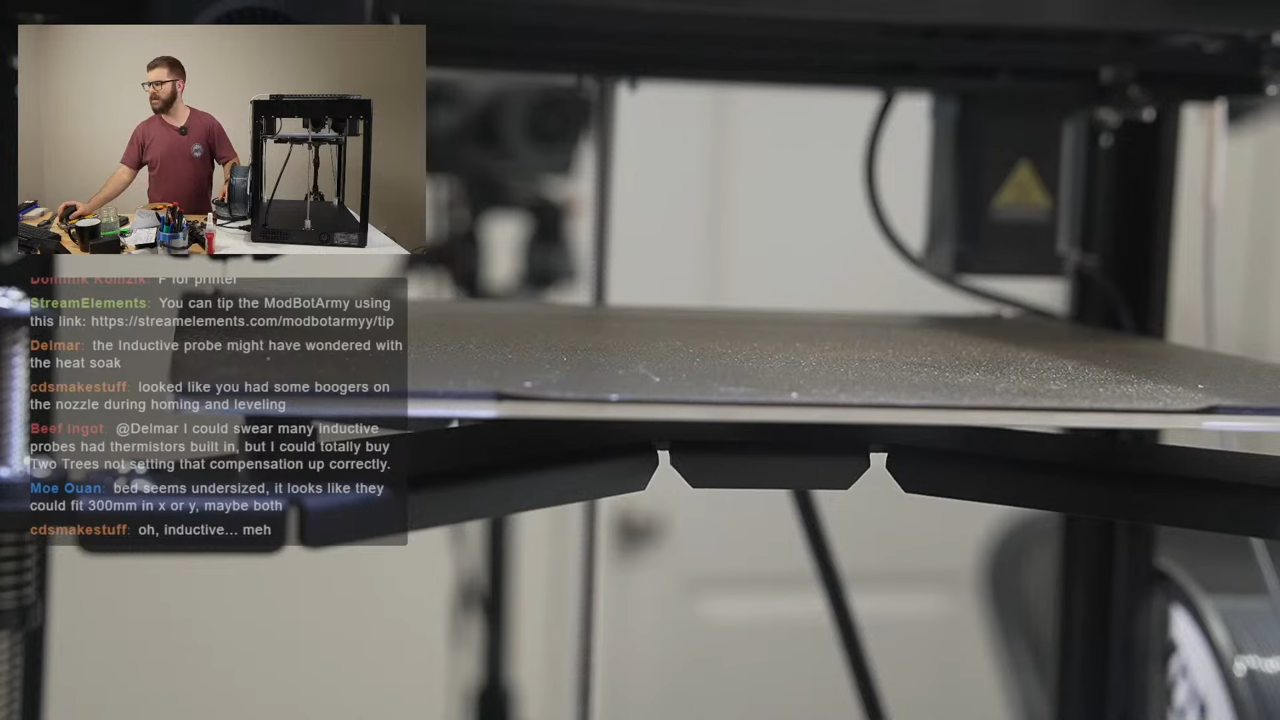 Dominik Komzik: F for printer
StreamElements: You can tip the ModBotArmy using
this link: https://streamelements.com/modbotarmyy/tip
Delmar: the Inductive probe might have wondered with
the heat soak
cdsmakestuff: looked like you had some boogers on
the nozzle during homing and leveling
Beef Ingot: @Delmar I could swear many inductive
probes had thermistors built in, but I could totally buy
Two Trees not setting that compensation up correctly.
Moe Ouan: bed seems undersized, it looks like they
could fit 300mm in x or y, maybe both
cdsmakestuff: oh, inductive... meh